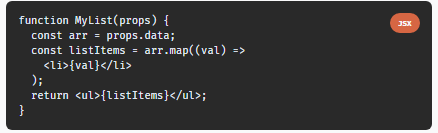 function MyList(props) {
JSX
  const arr = props.data;
  const listItems = arr.map((val) =>
    <li>{val}</li>
  );
  return <ul>{listItems}</ul>;
}